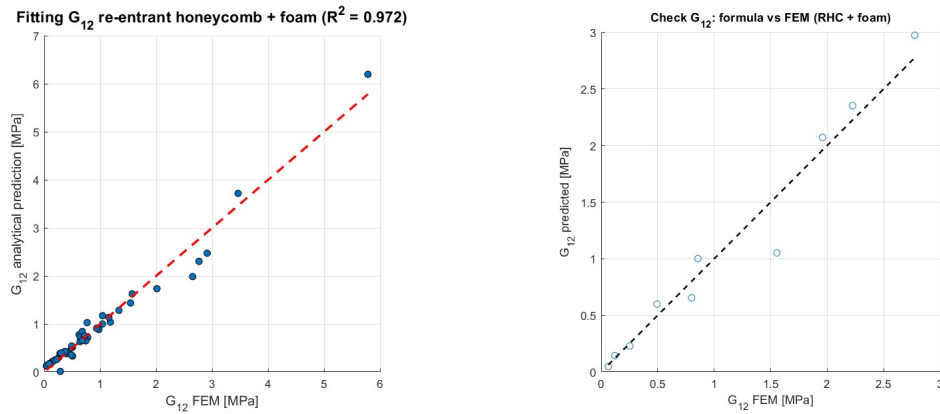 Fitting G12 re-entrant honeycomb + foam (R2 = 0.972)
G12 analytical prediction [MPa]
7
6
5
4
3
2
1
0
0 1 2 3 4 5 6
G12 FEM [MPa]
Check G12: formula vs FEM (RHC + foam)
G12 predicted [MPa]
3
2.5
2
1.5
1
0.5
0
0 0.5 1 1.5 2 2.5 3
G12 FEM [MPa]